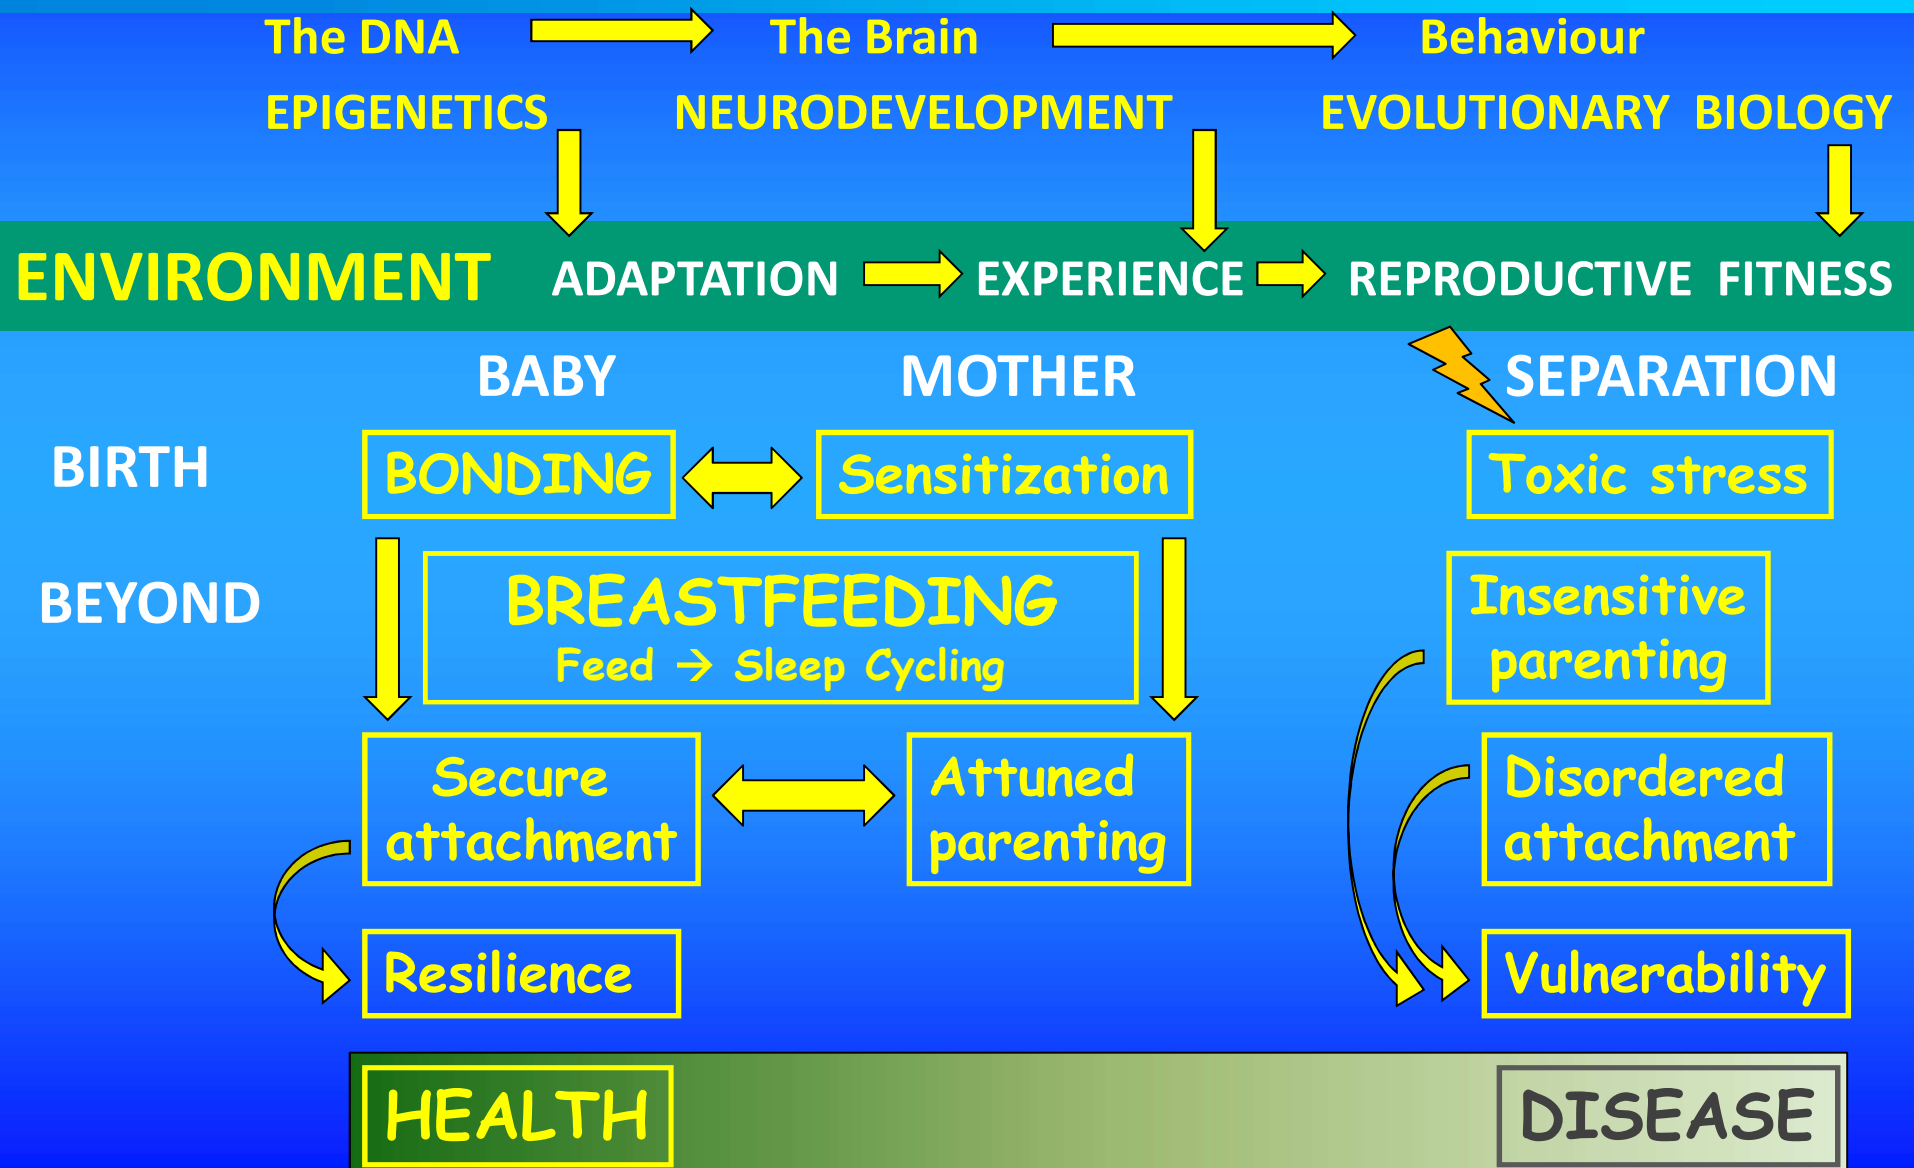 The DNA The Brain Behaviour
EPIGENETICS NEURODEVELOPMENT EVOLUTIONARY BIOLOGY
ENVIRONMENT ADAPTATION EXPERIENCE REPRODUCTIVE FITNESS
BABY MOTHER SEPARATION
BIRTH BONDING Sensitization Toxic stress
BEYOND
BREASTFEEDING
Feed → Sleep Cycling
Insensitive
parenting
Secure
attachment
Attuned
parenting
Disordered
attachment
Resilience Vulnerability
HEALTH DISEASE